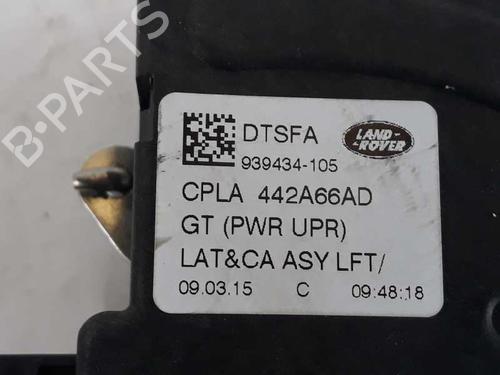 B-PARTS
DTSFA
LAND-
ROVER
939434-105
CPLA 442A66AD
GT (PWR UPR)
LAT&CA ASY LFT/
09.03.15 C 09:48:18